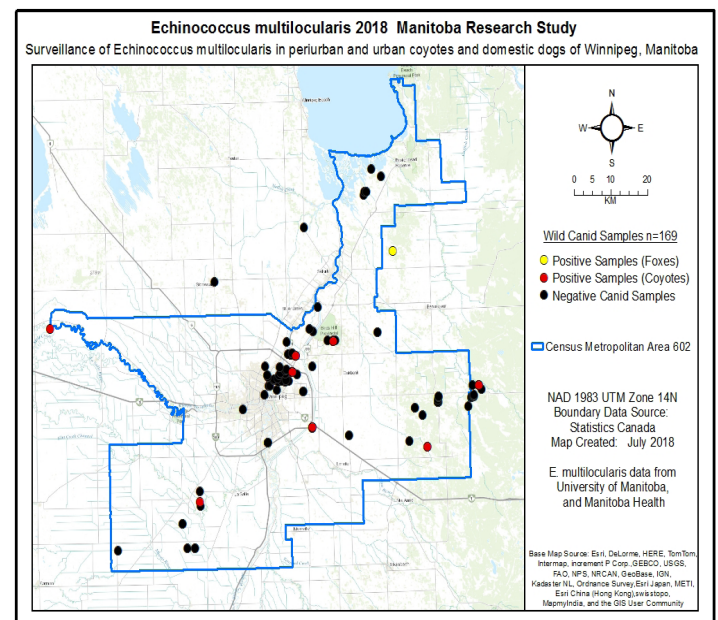 Echinococcus multilocularis 2018 Manitoba Research Study
Surveillance of Echinococcus multilocularis in periurban and urban coyotes and domestic dogs of Winnipeg, Manitoba
N
W
E
S
0 5 10 20
KM
Wild Canid Samples n=169
Positive Samples (Foxes)
Positive Samples (Coyotes)
Negative Canid Samples
Census Metropolitan Area 602
NAD 1983 UTM Zone 14N
Boundary Data Source:
Statistics Canada
Map Created: July 2018
E. multilocularis data from
University of Manitoba,
and Manitoba Health
Base Map Source: Esri, DeLorme, HERE, TomTom,
Intermap, increment P Corp.,GEBCO, USGS,
FAO, NPS, NRCAN, GeoBase, IGN,
Kadaster NL, Ordnance Survey,Esri Japan, METI,
Esri China (Hong Kong),swisstopo,
MapmyIndia, and the GIS User Community